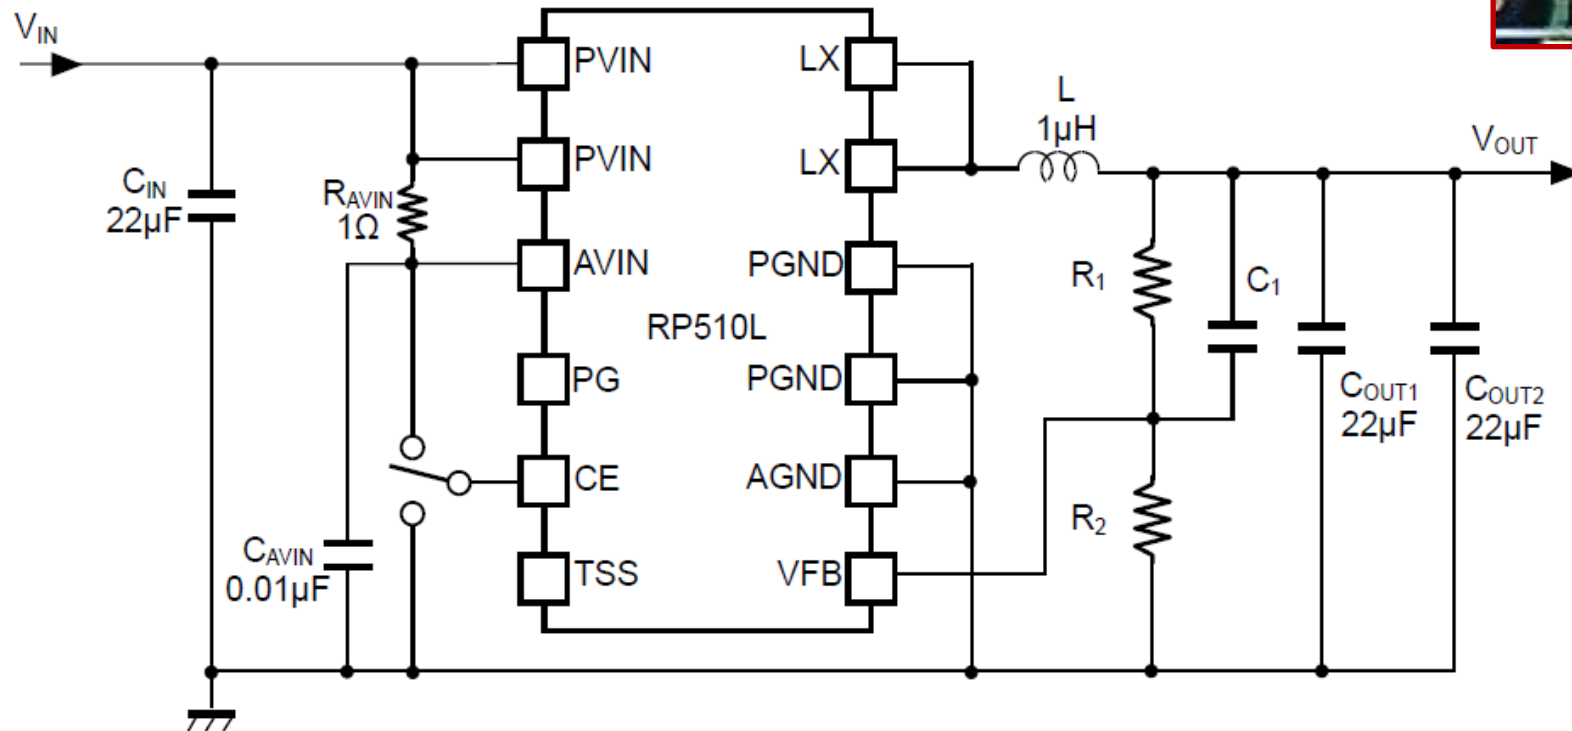 VIN
PVIN
LX
L
1µH
PVIN
LX
VOUT
CIN
22µF
RAVIN
1Ω
AVIN
PGND
R1
C1
RP510L
PG
PGND
COUT1
22µF
COUT2
22µF
CE
AGND
R2
CAVIN
0.01µF
TSS
VFB